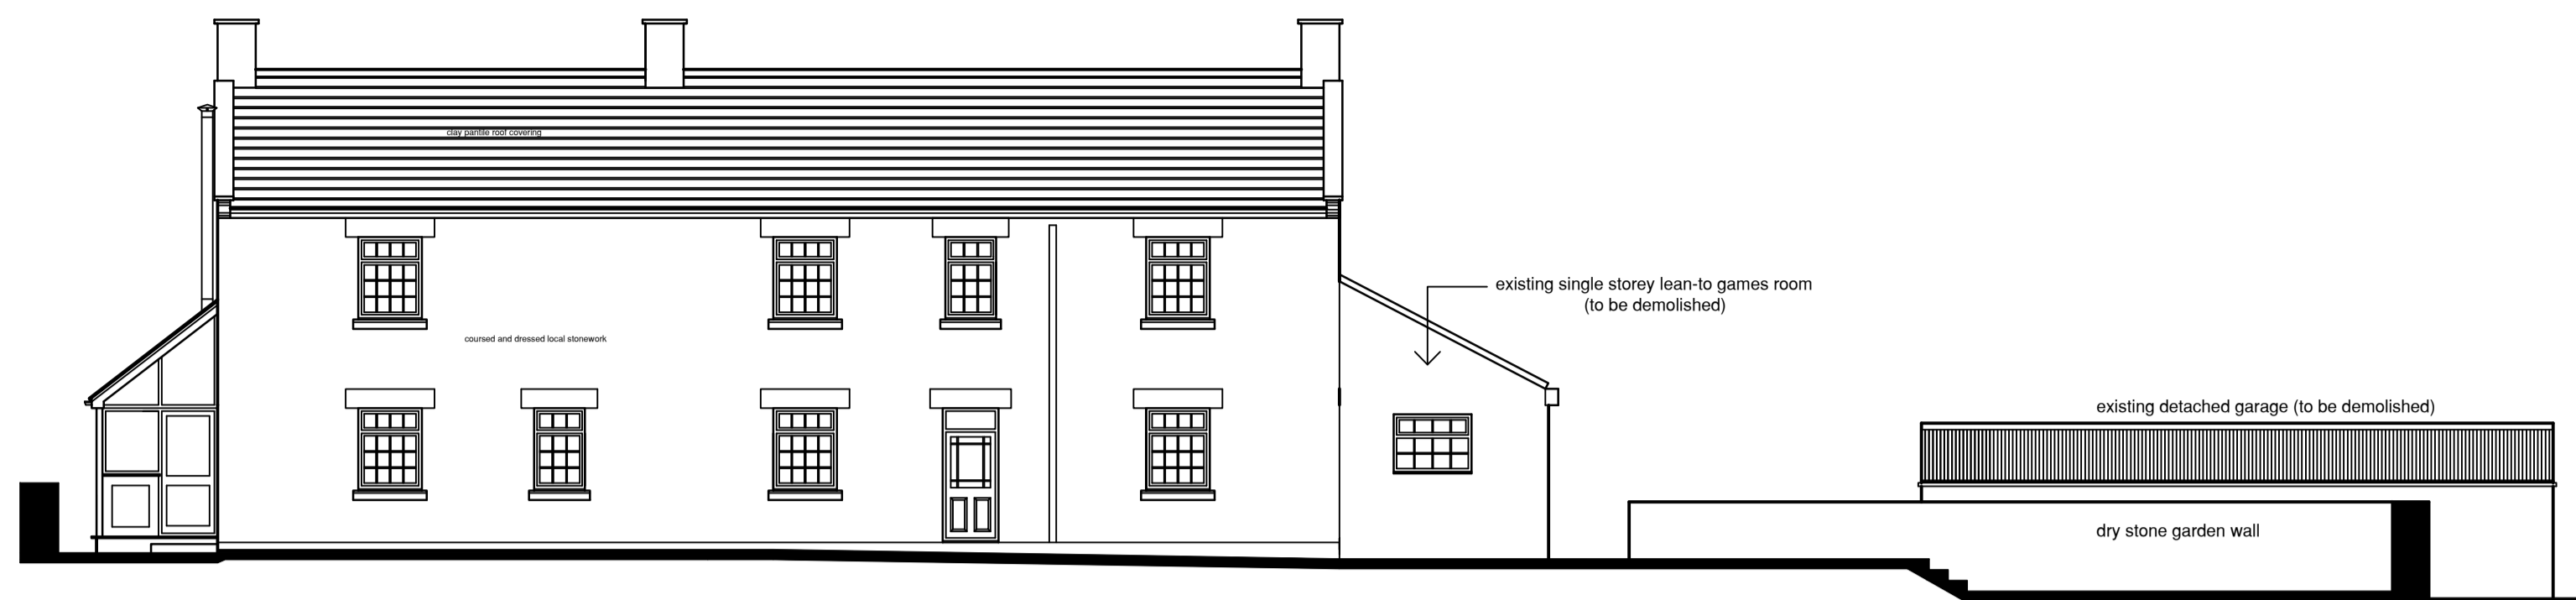 clay pantile roof covering
existing single storey lean-to games room
(to be demolished)
coursed and dressed local stonework
existing detached garage (to be demolished)
dry stone garden wall